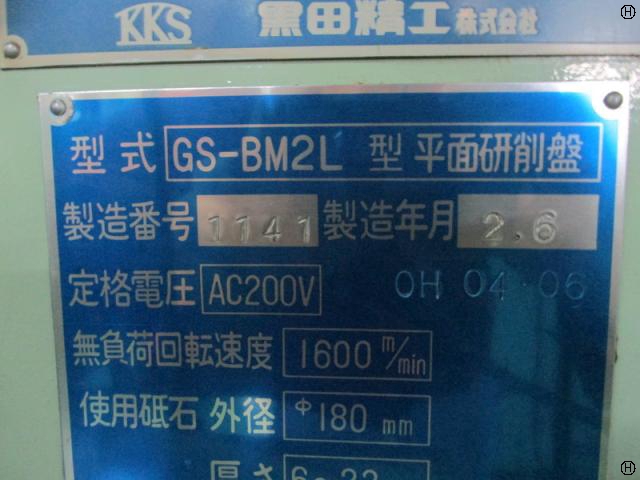 KKS 黒田精工株式会社
型式 GS-BM2L 型 平面研削盤
製造番号 1141 製造年月 2.6
定格電圧 AC200V OH 04 06
無負荷回転速度 1600 m/min
使用砥石 外径 φ180 mm
厚さ